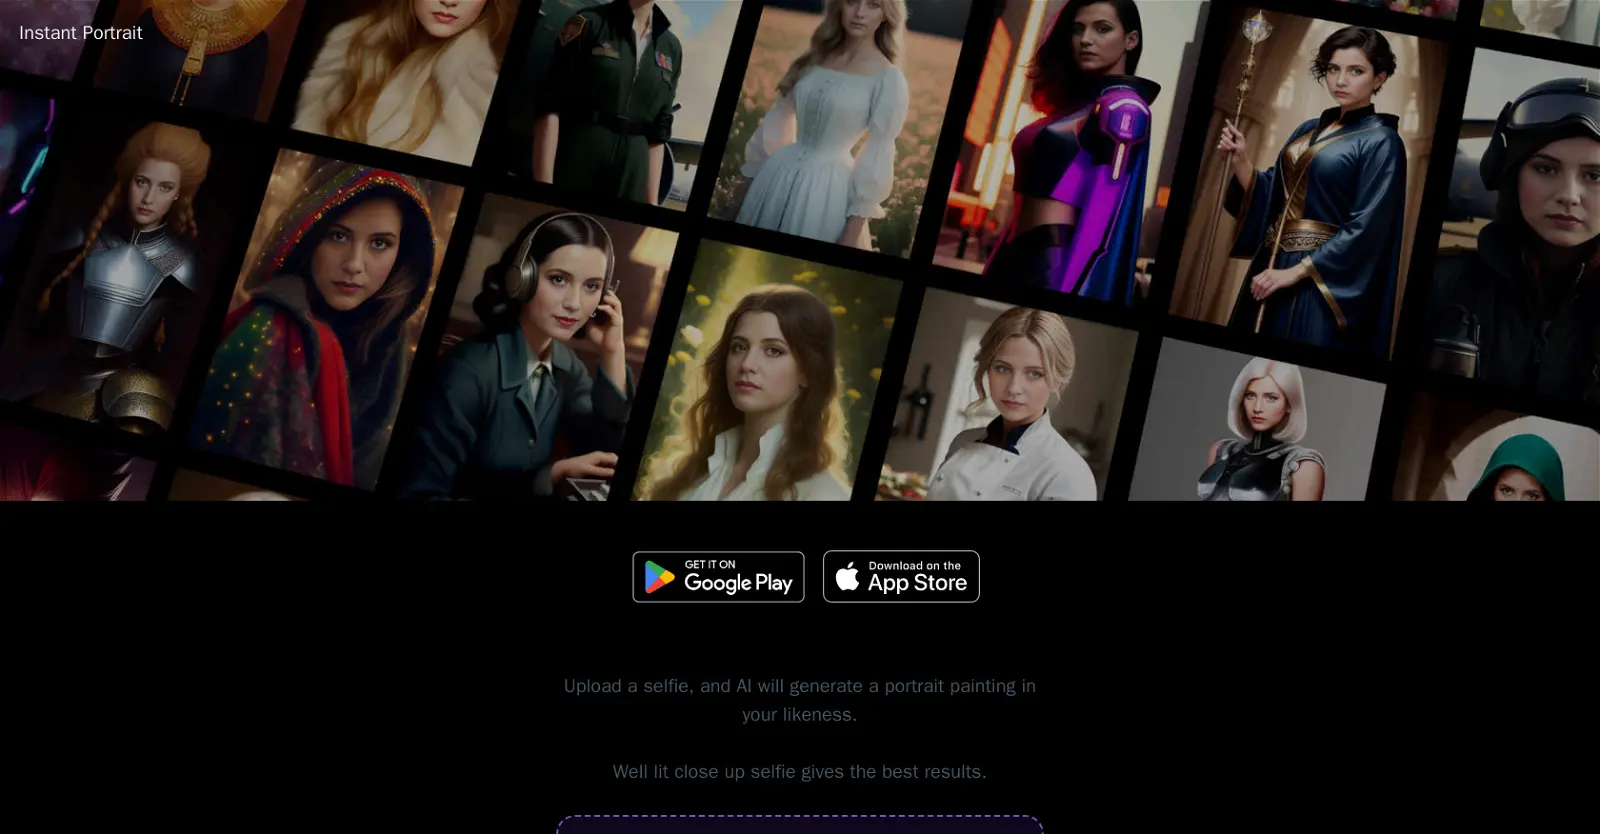 Instant Portrait
GET IT ON
Google Play
Download on the
App Store
Upload a selfie, and AI will generate a portrait painting in
your likeness.
Well lit close up selfie gives the best results.